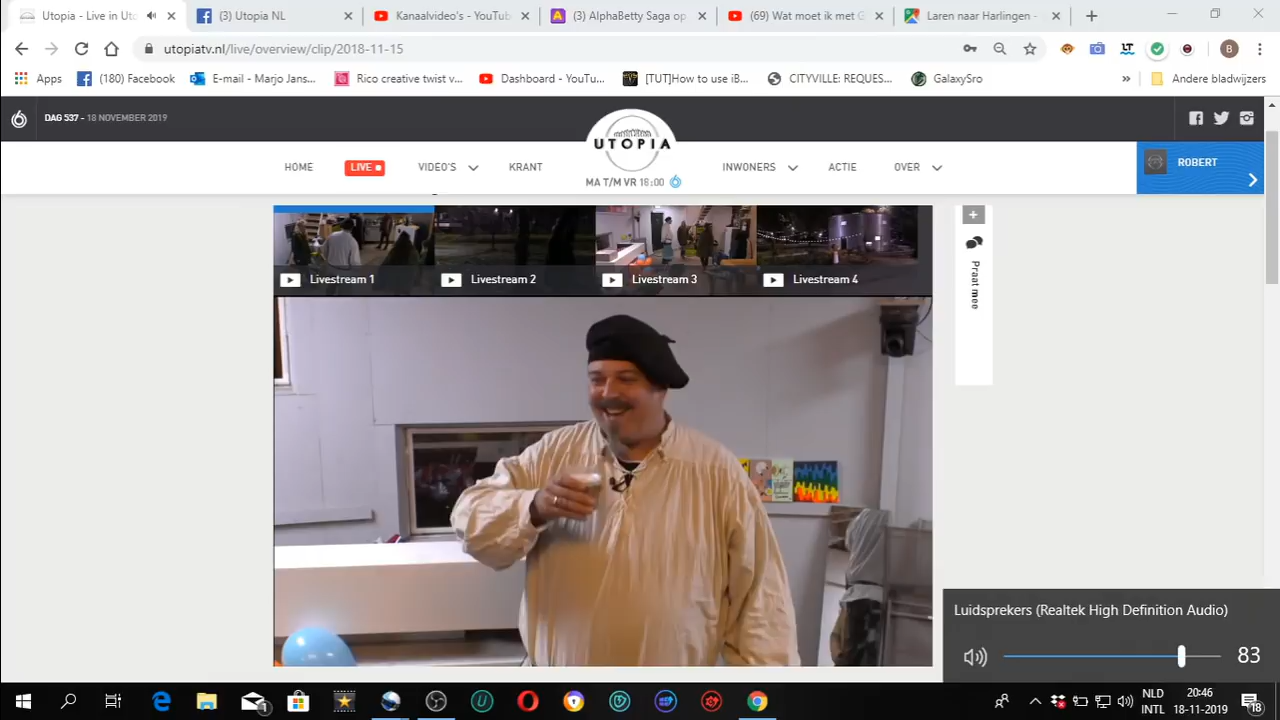 Utopia - Live in Uto
(3) Utopia NL
Kanaalvideo's - YouTub
(3) AlphaBetty Saga op
(69) Wat moet ik met G
Laren naar Harlingen -
utopiatv.nl/live/overview/clip/2018-11-15
B
Apps
(180) Facebook
E-mail - Marjo Jans...
Rico creative twist v...
Dashboard - YouTu...
[TUT]How to use iB...
CITYVILLE: REQUES...
GalaxySro
»
Andere bladwijzers
DAG 537 - 18 NOVEMBER 2019
UTOPIA
HOME
LIVE
VIDEO'S
KRANT
MA T/M VR 18:00
INWONERS
ACTIE
OVER
ROBERT
Livestream 1
Livestream 2
Livestream 3
Livestream 4
Praat mee
Luidsprekers (Realtek High Definition Audio)
83
NLD
INTL
20:46
18-11-2019
18